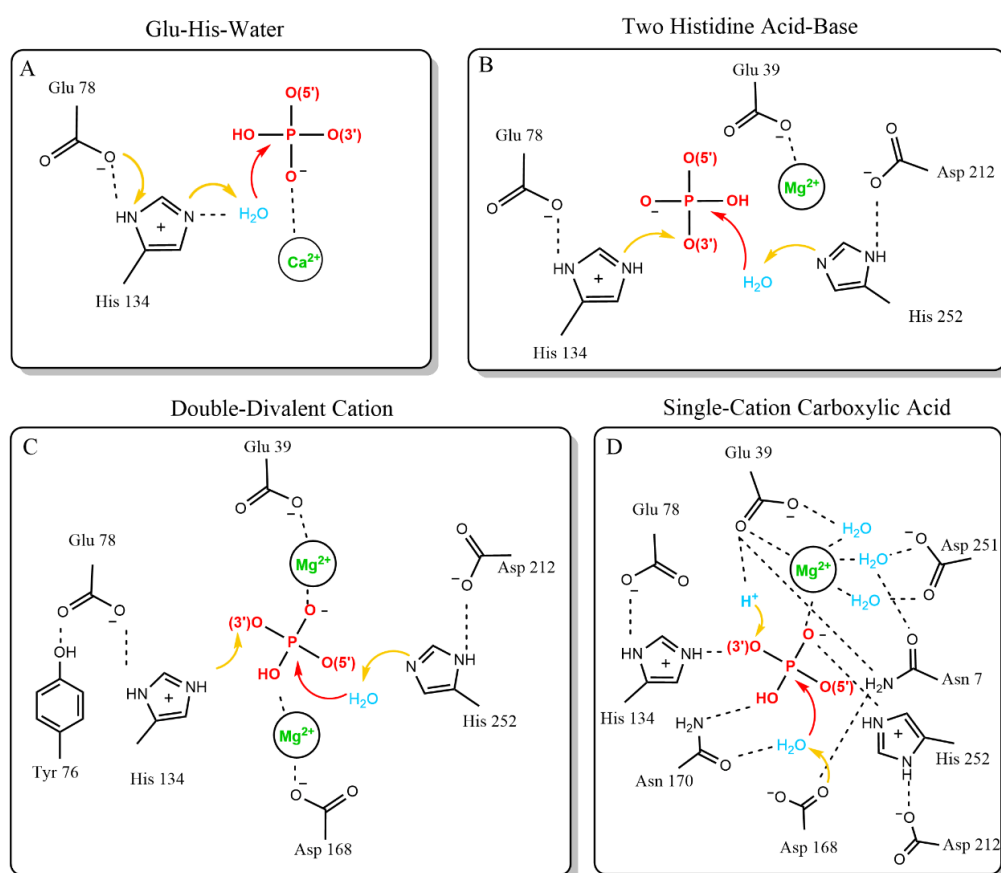 Glu-His-Water
A
Glu 78
O
O
−
HN
+
N
His 134
H₂O
O(5')
HO
P
O(3')
O
−
Ca²⁺
Two Histidine Acid-Base
B
Glu 39
O
O
−
Mg²⁺
Glu 78
O
O
−
O(5')
O
−
P
OH
O(3')
HN
+
NH
His 134
H₂O
−
O
O
Asp 212
N
NH
His 252
Double-Divalent Cation
C
Glu 39
O
O
−
Mg²⁺
Glu 78
O
O
−
OH
Tyr 76
HN
+
NH
His 134
O
−
(3')O
P
O(5')
HO
H₂O
Mg²⁺
−
O
O
Asp 168
−
O
O
Asp 212
N
NH
His 252
Single-Cation Carboxylic Acid
D
Glu 39
O
−
O
Glu 78
−
O
O
H₂O
Mg²⁺
H₂O
H₂O
−
O
Asp 251
O
H⁺
O
−
(3')O
P
O(5')
HO
HN
+
NH
His 134
O
H₂N
Asn 7
H₂N
O
Asn 170
H₂O
−O
O
Asp 168
HN
+
N
H
His 252
−
O
O
Asp 212